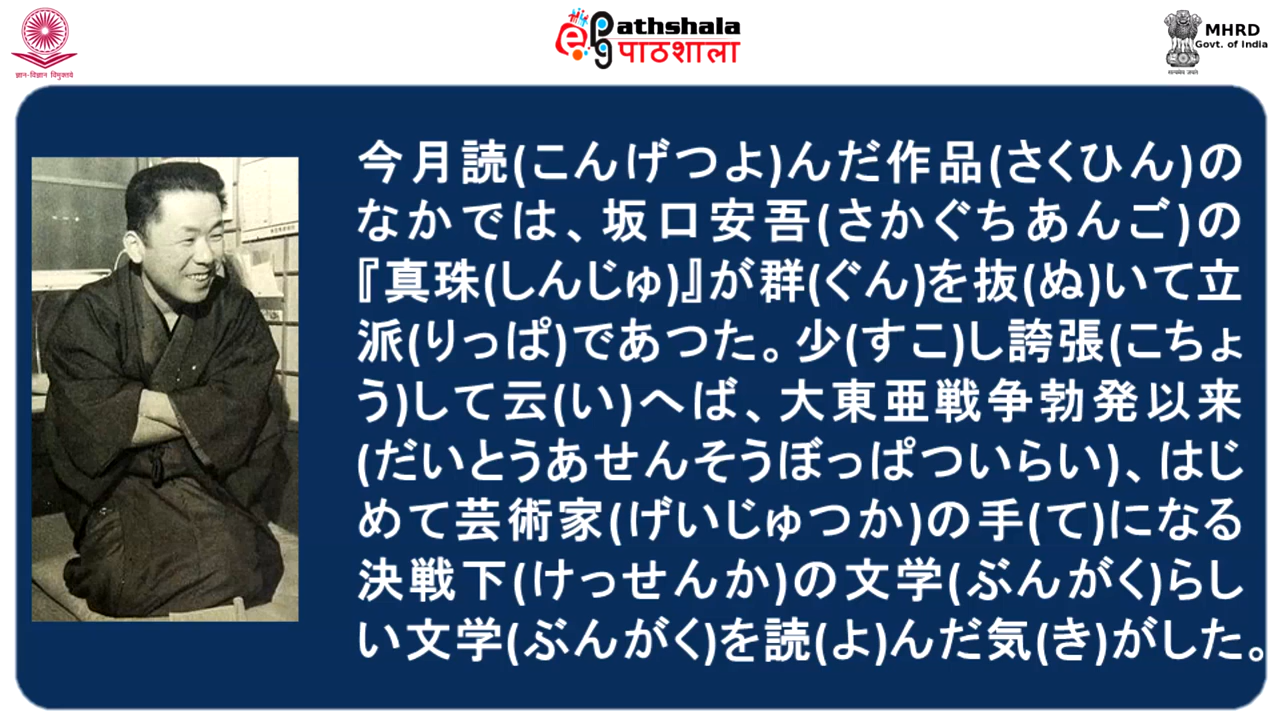 ज्ञान-विज्ञान विमुक्तये
epg
athshala
पाठशाला
MHRD
Govt. of India
सत्यमेव जयते
今月読(こんげつよ)んだ作品(さくひん)の
なかでは、坂口安吾(さかぐちあんご)の
『真珠(しんじゅ)』が群(ぐん)を抜(ぬ)いて立
派(りっぱ)であつた。少(すこ)し誇張(こちょ
う)して云(い)へば、大東亜戦争勃発以来
(だいとうあせんそうぼっぱついらい)、はじ
めて芸術家(げいじゅつか)の手(て)になる
決戦下(けっせんか)の文学(ぶんがく)らし
い文学(ぶんがく)を読(よ)んだ気(き)がした。